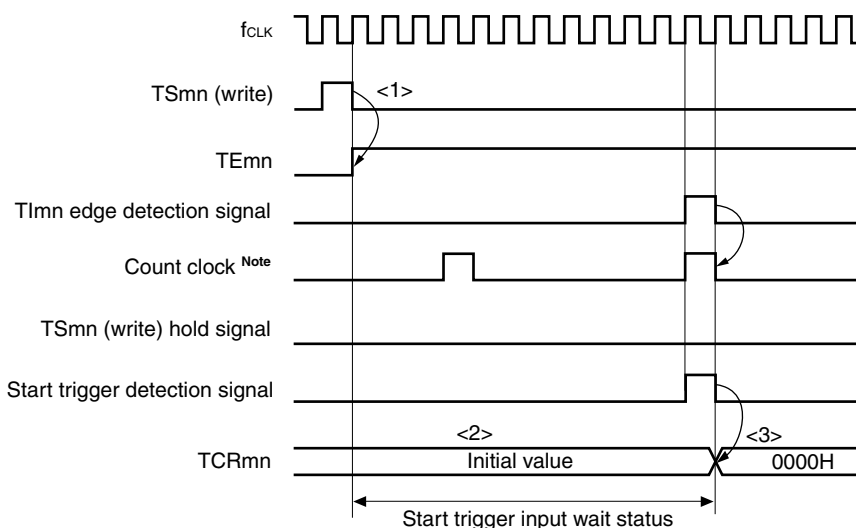 fCLK
TSmn (write)
<1>
TEmn
TImn edge detection signal
Count clock Note
TSmn (write) hold signal
Start trigger detection signal
<2>
<3>
TCRmn
Initial value
0000H
Start trigger input wait status